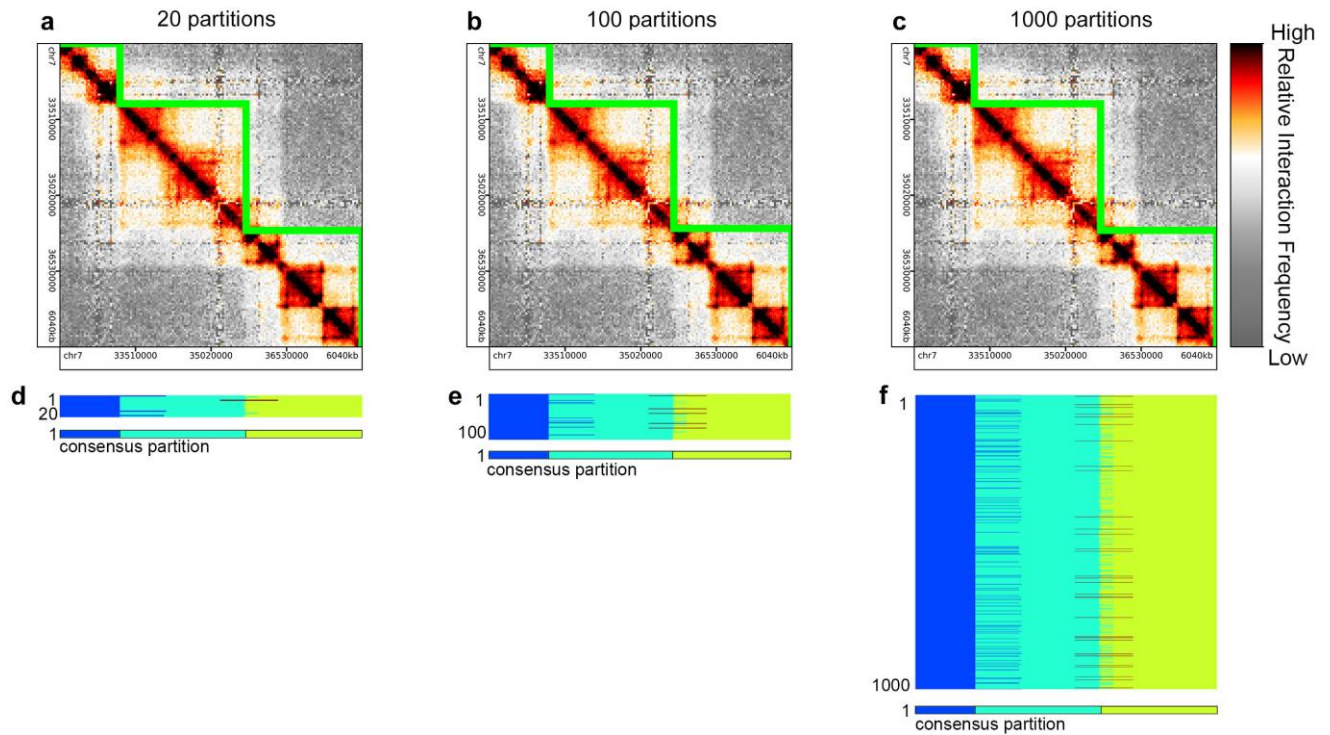 a
20 partitions
chr7
33510000
35020000
36530000
6040kb
chr7
33510000
35020000
36530000
6040kb
b
100 partitions
chr7
33510000
35020000
36530000
6040kb
chr7
33510000
35020000
36530000
6040kb
c
1000 partitions
chr7
33510000
35020000
36530000
6040kb
chr7
33510000
35020000
36530000
6040kb
High
Relative Interaction Frequency
Low
d
1
20
1
consensus partition
e
1
100
1
consensus partition
f
1
1000
1
consensus partition